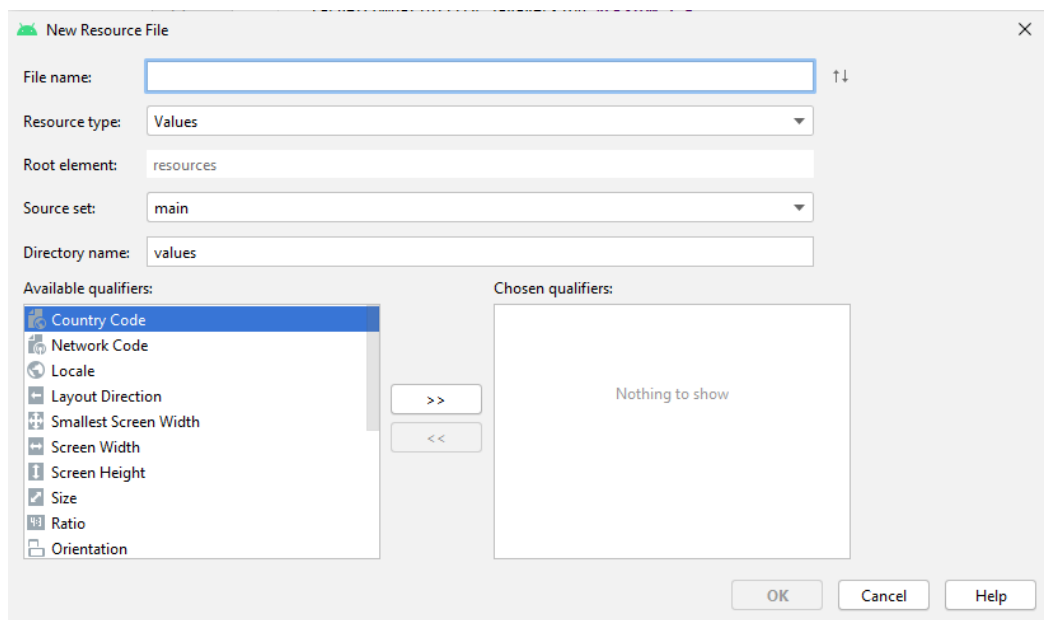 New Resource File
File name:
Resource type: Values
Root element: resources
Source set: main
Directory name: values
Available qualifiers:
Chosen qualifiers:
Country Code
Network Code
Locale
Layout Direction
Smallest Screen Width
Screen Width
Screen Height
Size
Ratio
Orientation
>>
<<
Nothing to show
OK Cancel Help